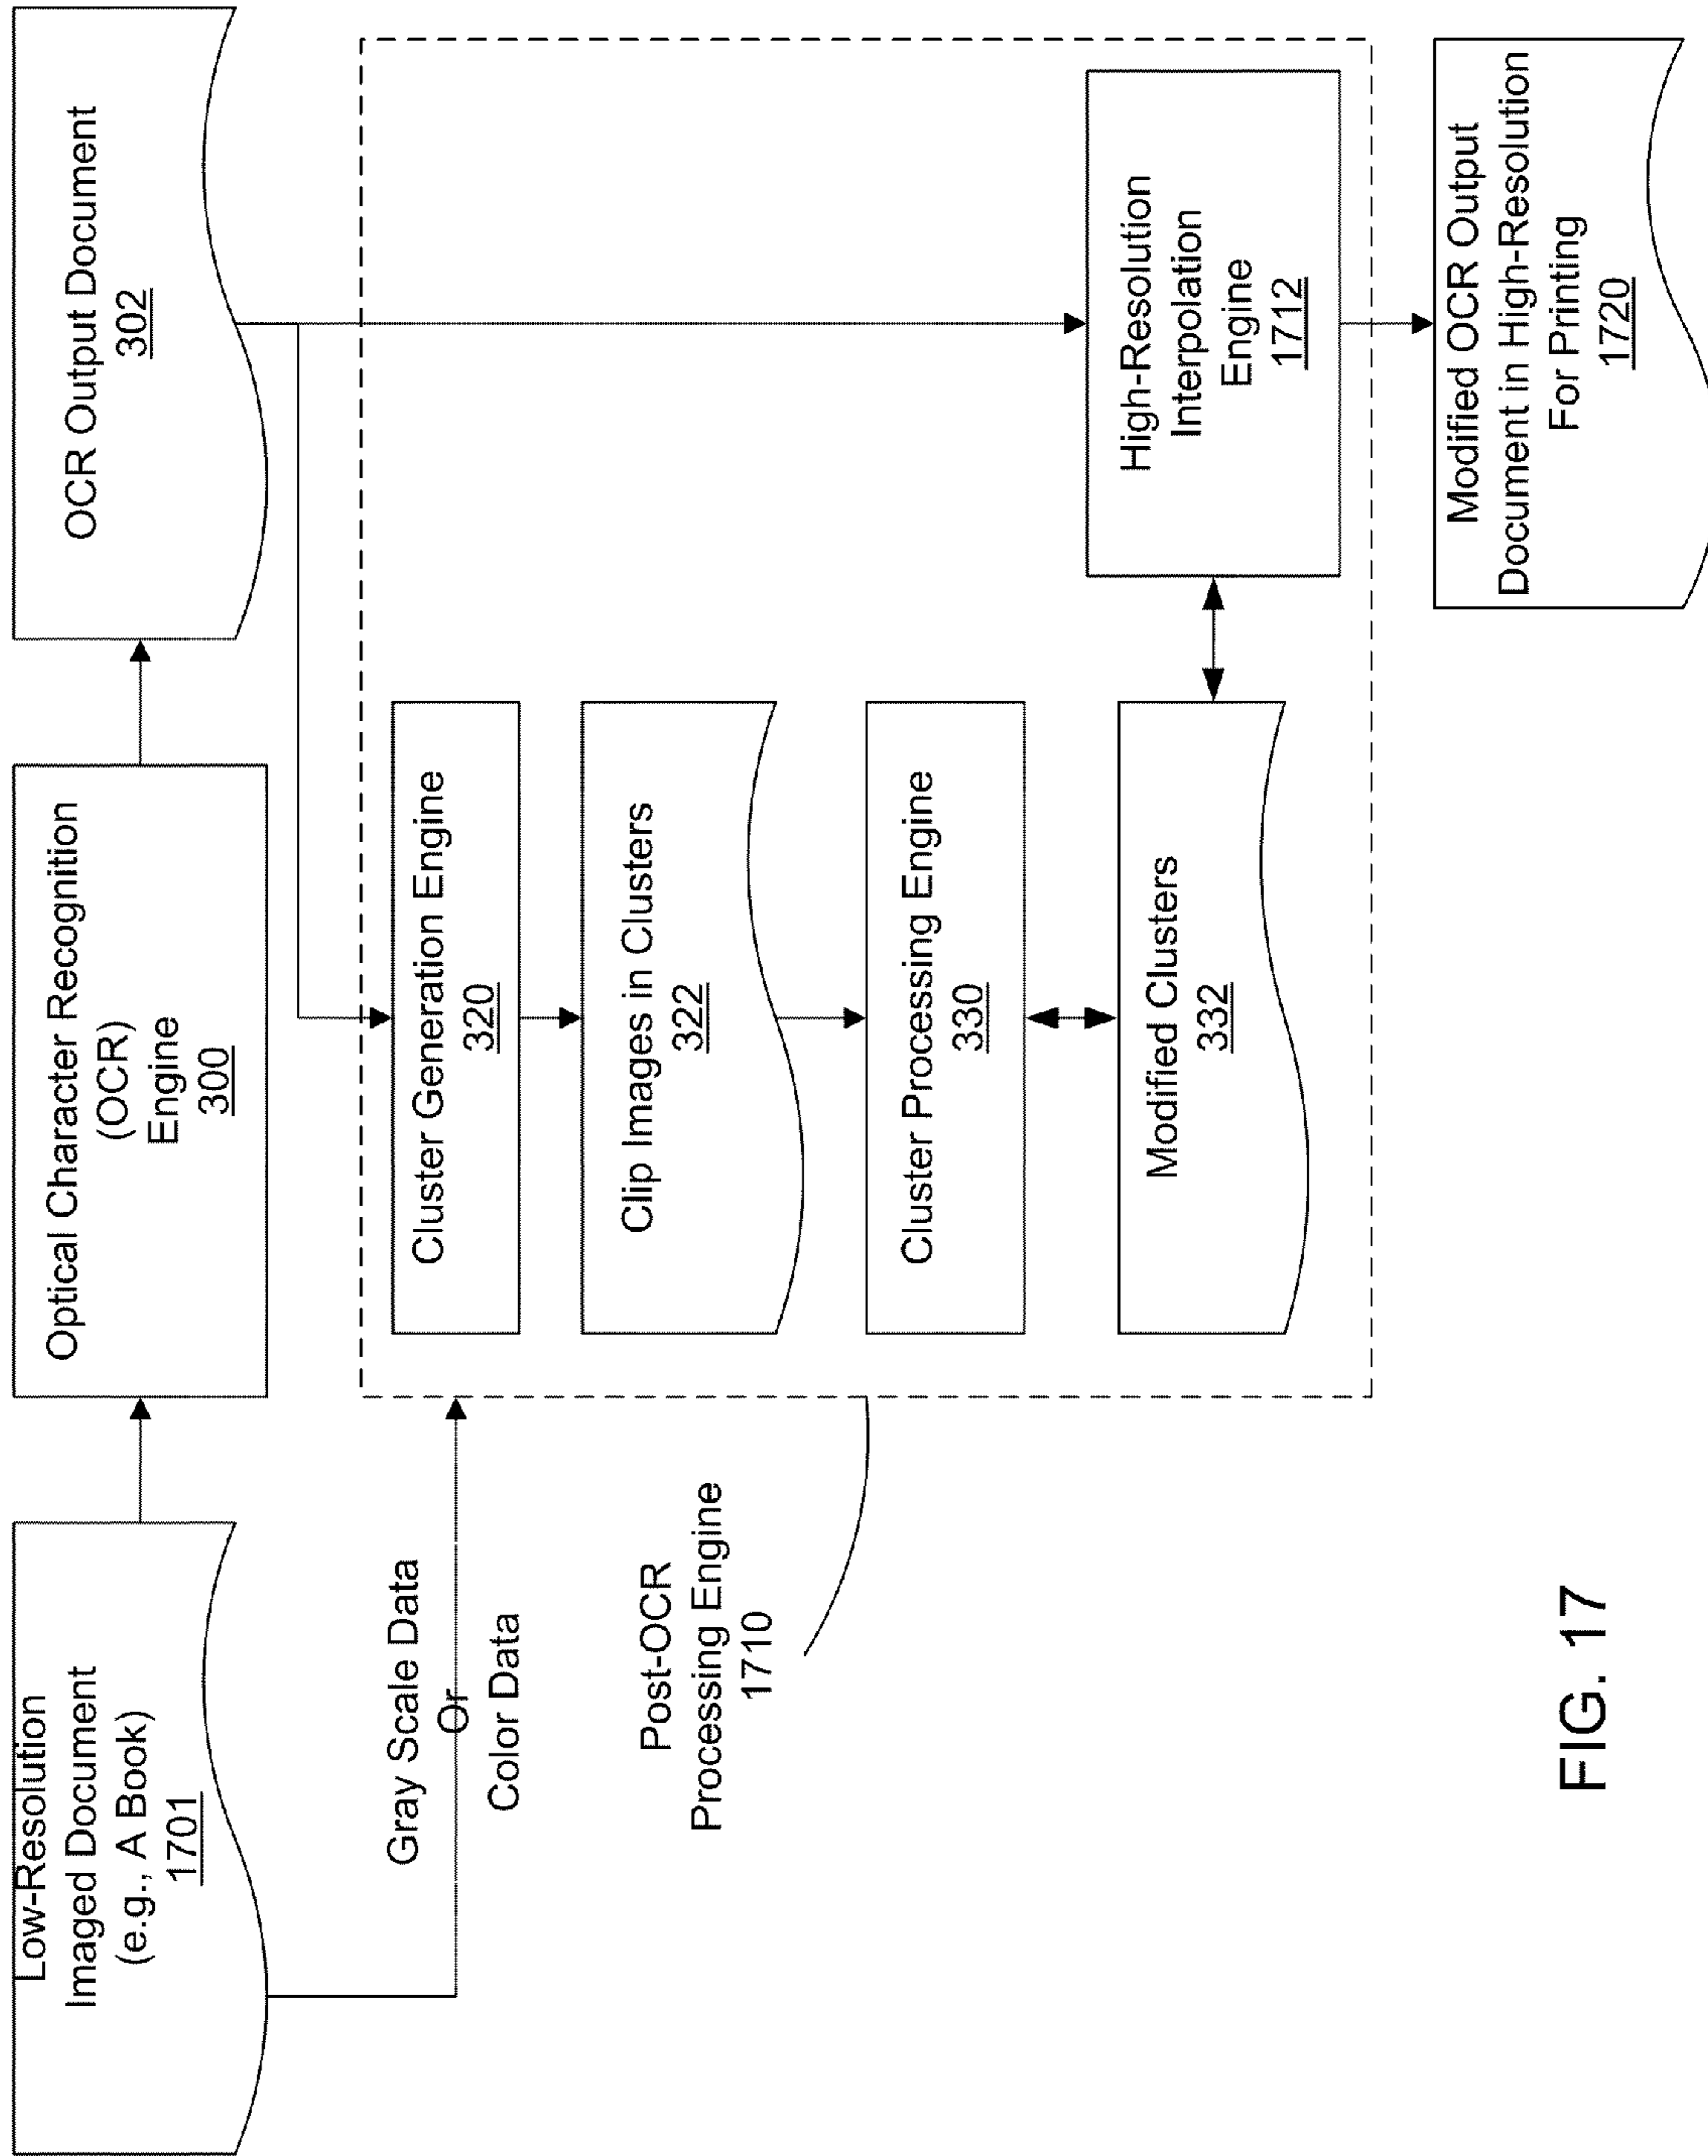 Low-Resolution
Imaged Document
(e.g., A Book)
1701
Optical Character Recognition
(OCR)
Engine
300
OCR Output Document
302
Gray Scale Data
Or
Color Data
Post-OCR
Processing Engine
1710
Cluster Generation Engine
320
Clip Images in Clusters
322
Cluster Processing Engine
330
Modified Clusters
332
High-Resolution
Interpolation
Engine
1712
Modified OCR Output
Document in High-Resolution
For Printing
1720
FIG. 17